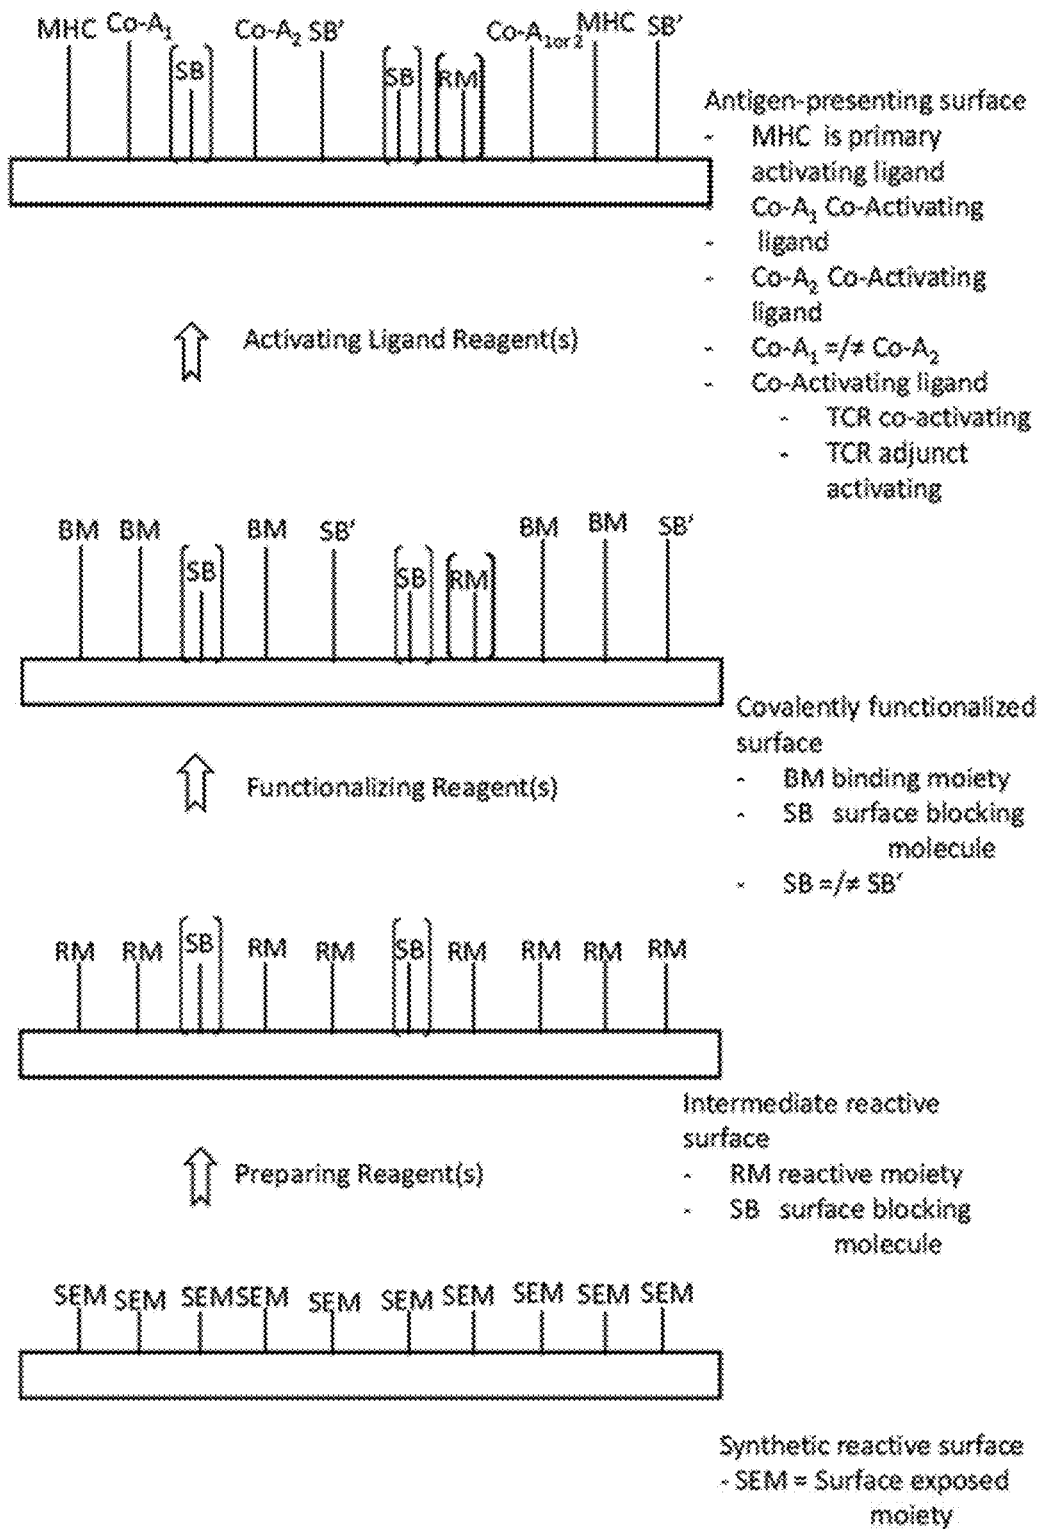 MHC Co-A₁ SB Co-A₂ SB' SB RM Co-A₁ₒᵣ₂ MHC SB'
Antigen-presenting surface
- MHC is primary
activating ligand
Co-A₁ Co-Activating
- ligand
- Co-A₂ Co-Activating
ligand
- Co-A₁ =/≠ Co-A₂
- Co-Activating ligand
- TCR co-activating
- TCR adjunct
activating
Activating Ligand Reagent(s)
BM BM SB BM SB' SB RM BM BM SB'
Covalently functionalized
surface
- BM binding moiety
- SB surface blocking
molecule
- SB =/≠ SB'
Functionalizing Reagent(s)
RM RM SB RM RM SB RM RM RM RM
Intermediate reactive
surface
- RM reactive moiety
- SB surface blocking
molecule
Preparing Reagent(s)
SEM SEM SEM SEM SEM SEM SEM SEM SEM SEM
Synthetic reactive surface
- SEM = Surface exposed
moiety